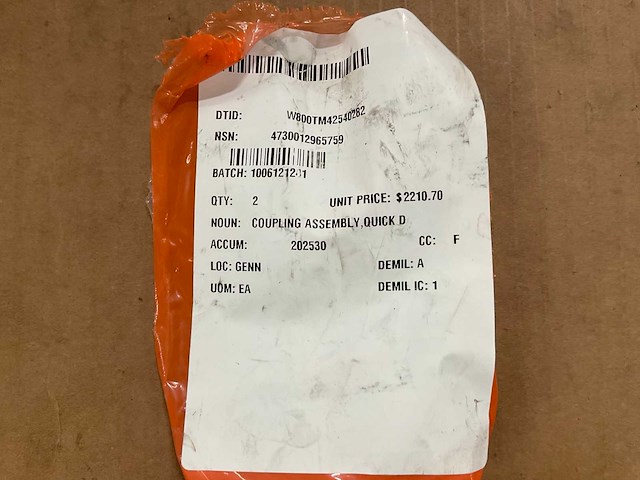 DTID: W800TM42540282
NSN: 4730012965759
BATCH:
QTY: 2 UNIT PRICE: $2210.70
NOUN: COUPLING ASSEMBLY,QUICK D
ACCUM: 202530 CC: F
LOC: GENN DEMIL: A
UOM: EA DEMIL IC: 1